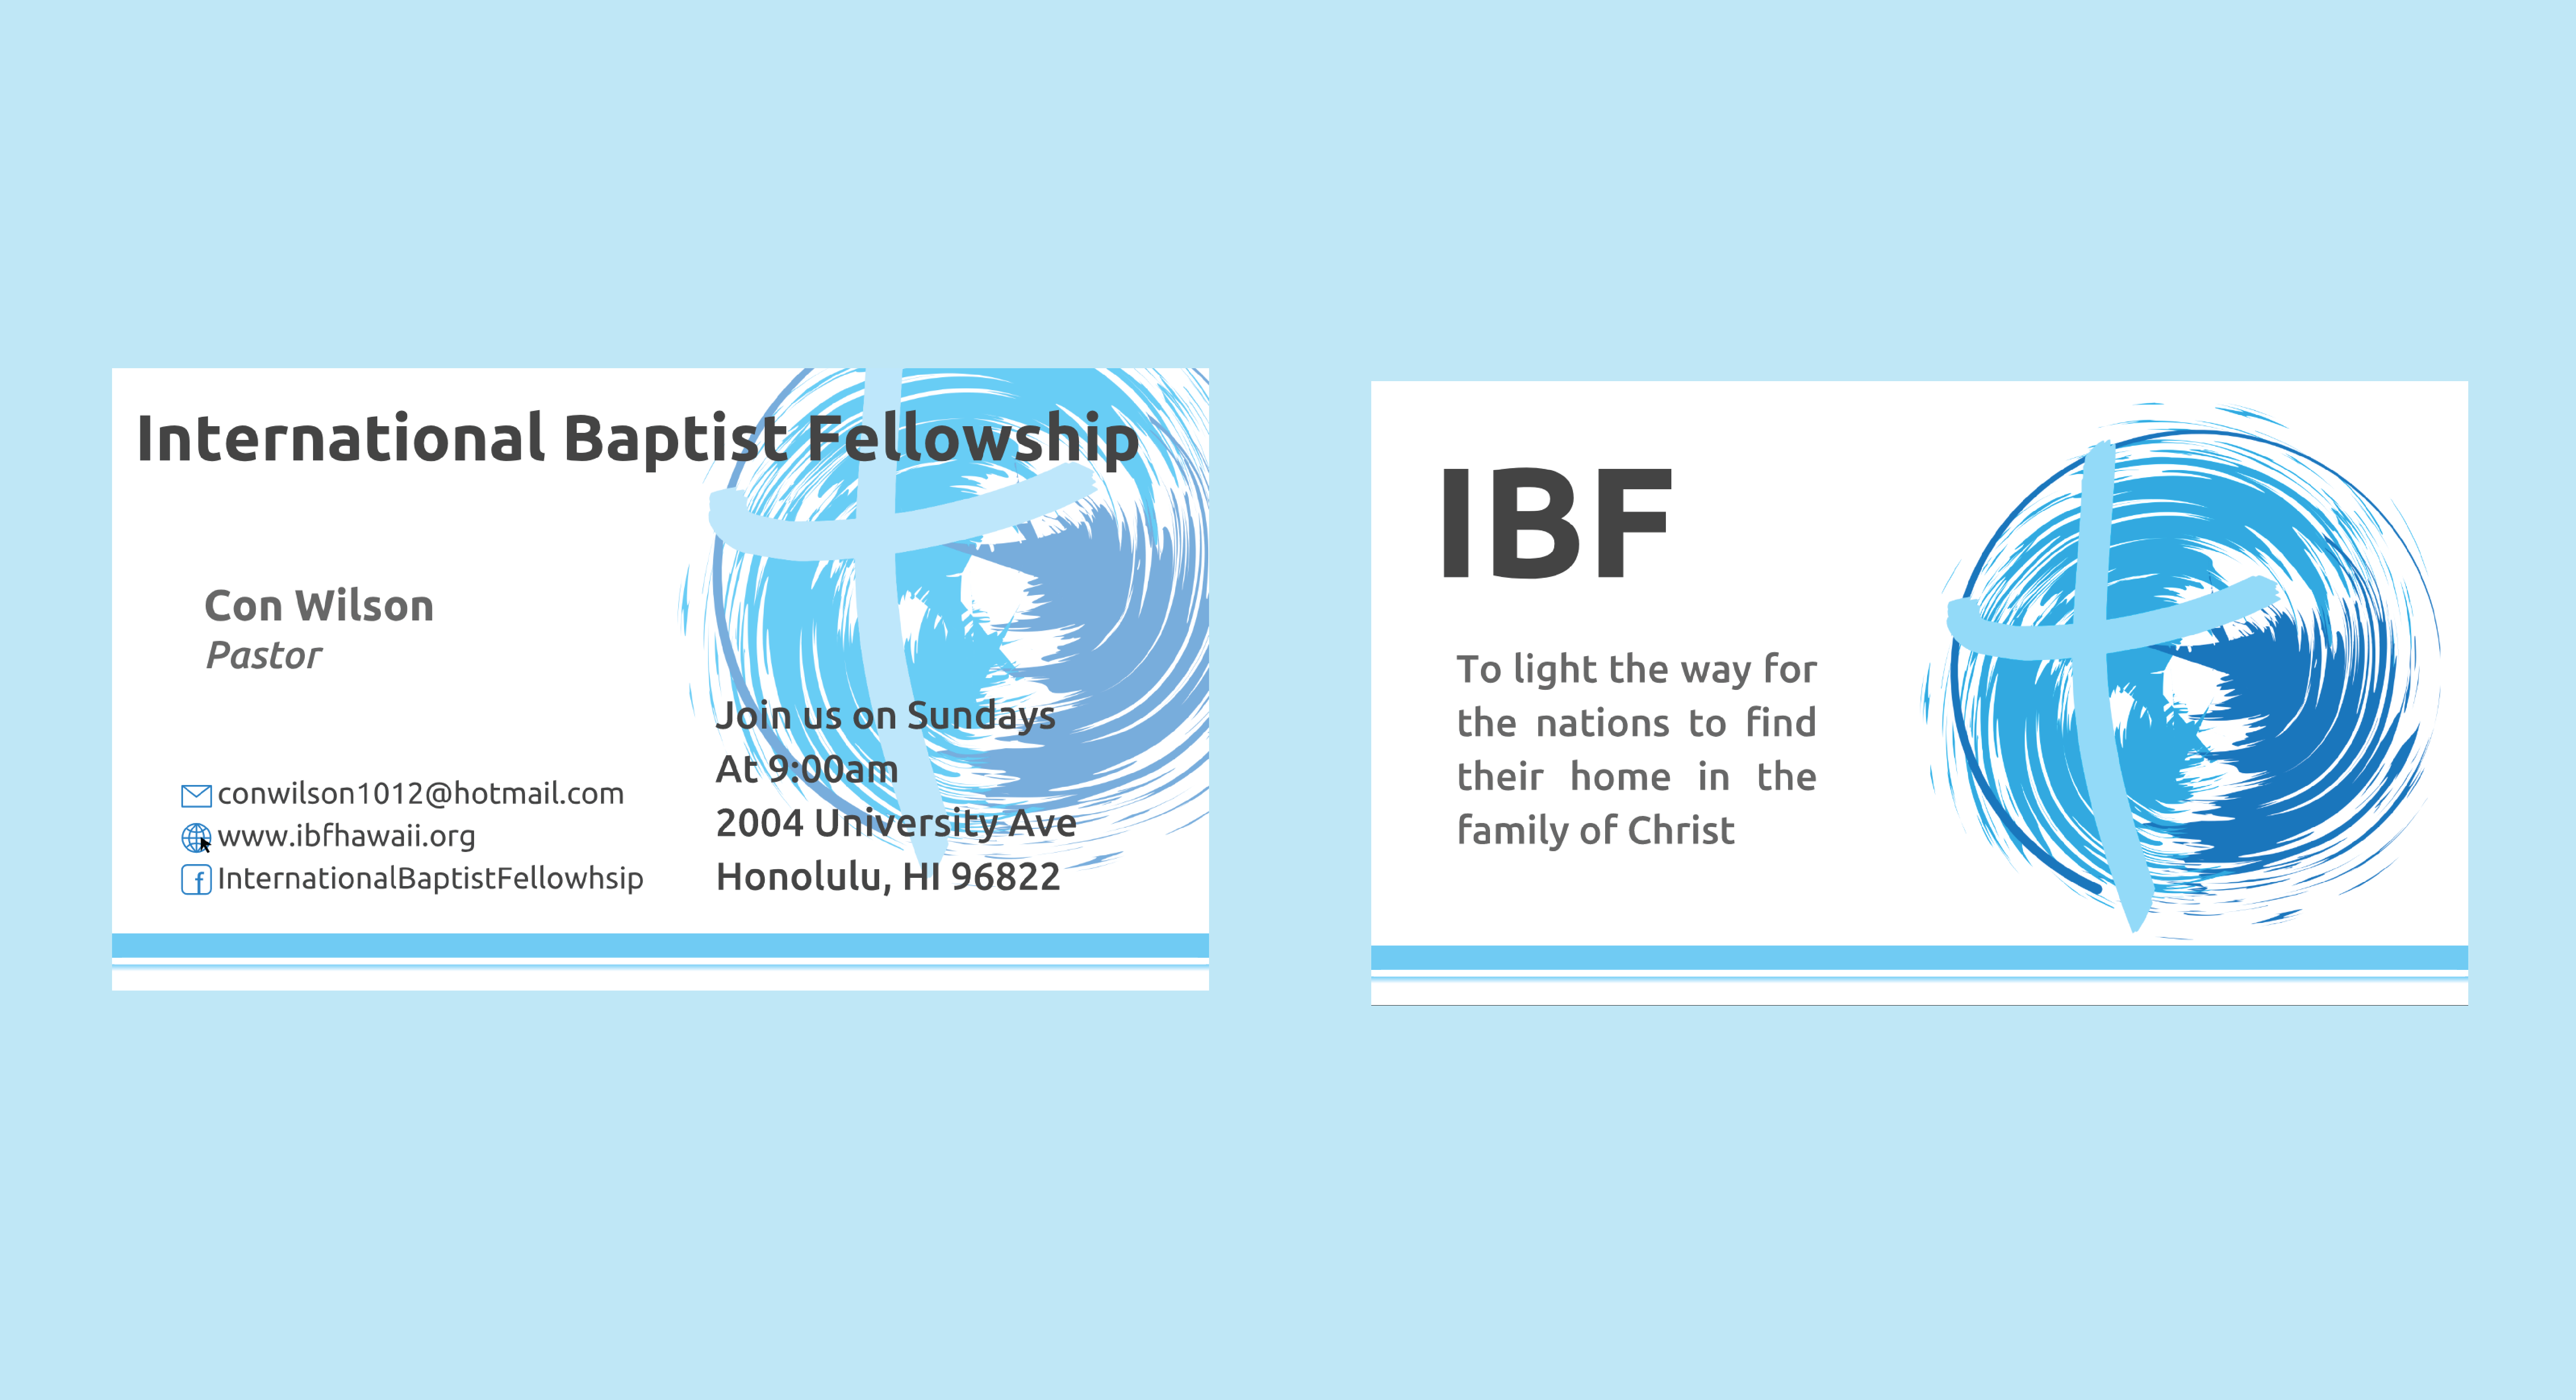 International Baptist Fellowship
Con Wilson
Pastor
conwilson1012@hotmail.com
www.ibfhawaii.org
InternationalBaptistFellowhsip
Join us on Sundays
At 9:00am
2004 University Ave
Honolulu, HI 96822
IBF
To light the way for
the nations to find
their home in the
family of Christ